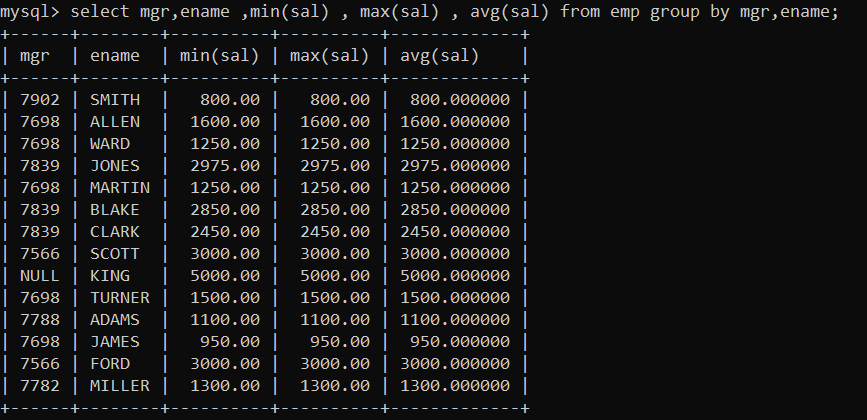 mysql> select mgr,ename ,min(sal) , max(sal) , avg(sal) from emp group by mgr,ename;
+------+--------+----------+----------+-------------+
| mgr  | ename  | min(sal) | max(sal) | avg(sal)    |
+------+--------+----------+----------+-------------+
| 7902 | SMITH  |   800.00 |   800.00 |  800.000000 |
| 7698 | ALLEN  |  1600.00 |  1600.00 | 1600.000000 |
| 7698 | WARD   |  1250.00 |  1250.00 | 1250.000000 |
| 7839 | JONES  |  2975.00 |  2975.00 | 2975.000000 |
| 7698 | MARTIN |  1250.00 |  1250.00 | 1250.000000 |
| 7839 | BLAKE  |  2850.00 |  2850.00 | 2850.000000 |
| 7839 | CLARK  |  2450.00 |  2450.00 | 2450.000000 |
| 7566 | SCOTT  |  3000.00 |  3000.00 | 3000.000000 |
| NULL | KING   |  5000.00 |  5000.00 | 5000.000000 |
| 7698 | TURNER |  1500.00 |  1500.00 | 1500.000000 |
| 7788 | ADAMS  |  1100.00 |  1100.00 | 1100.000000 |
| 7698 | JAMES  |   950.00 |   950.00 |  950.000000 |
| 7566 | FORD   |  3000.00 |  3000.00 | 3000.000000 |
| 7782 | MILLER |  1300.00 |  1300.00 | 1300.000000 |
+------+--------+----------+----------+-------------+